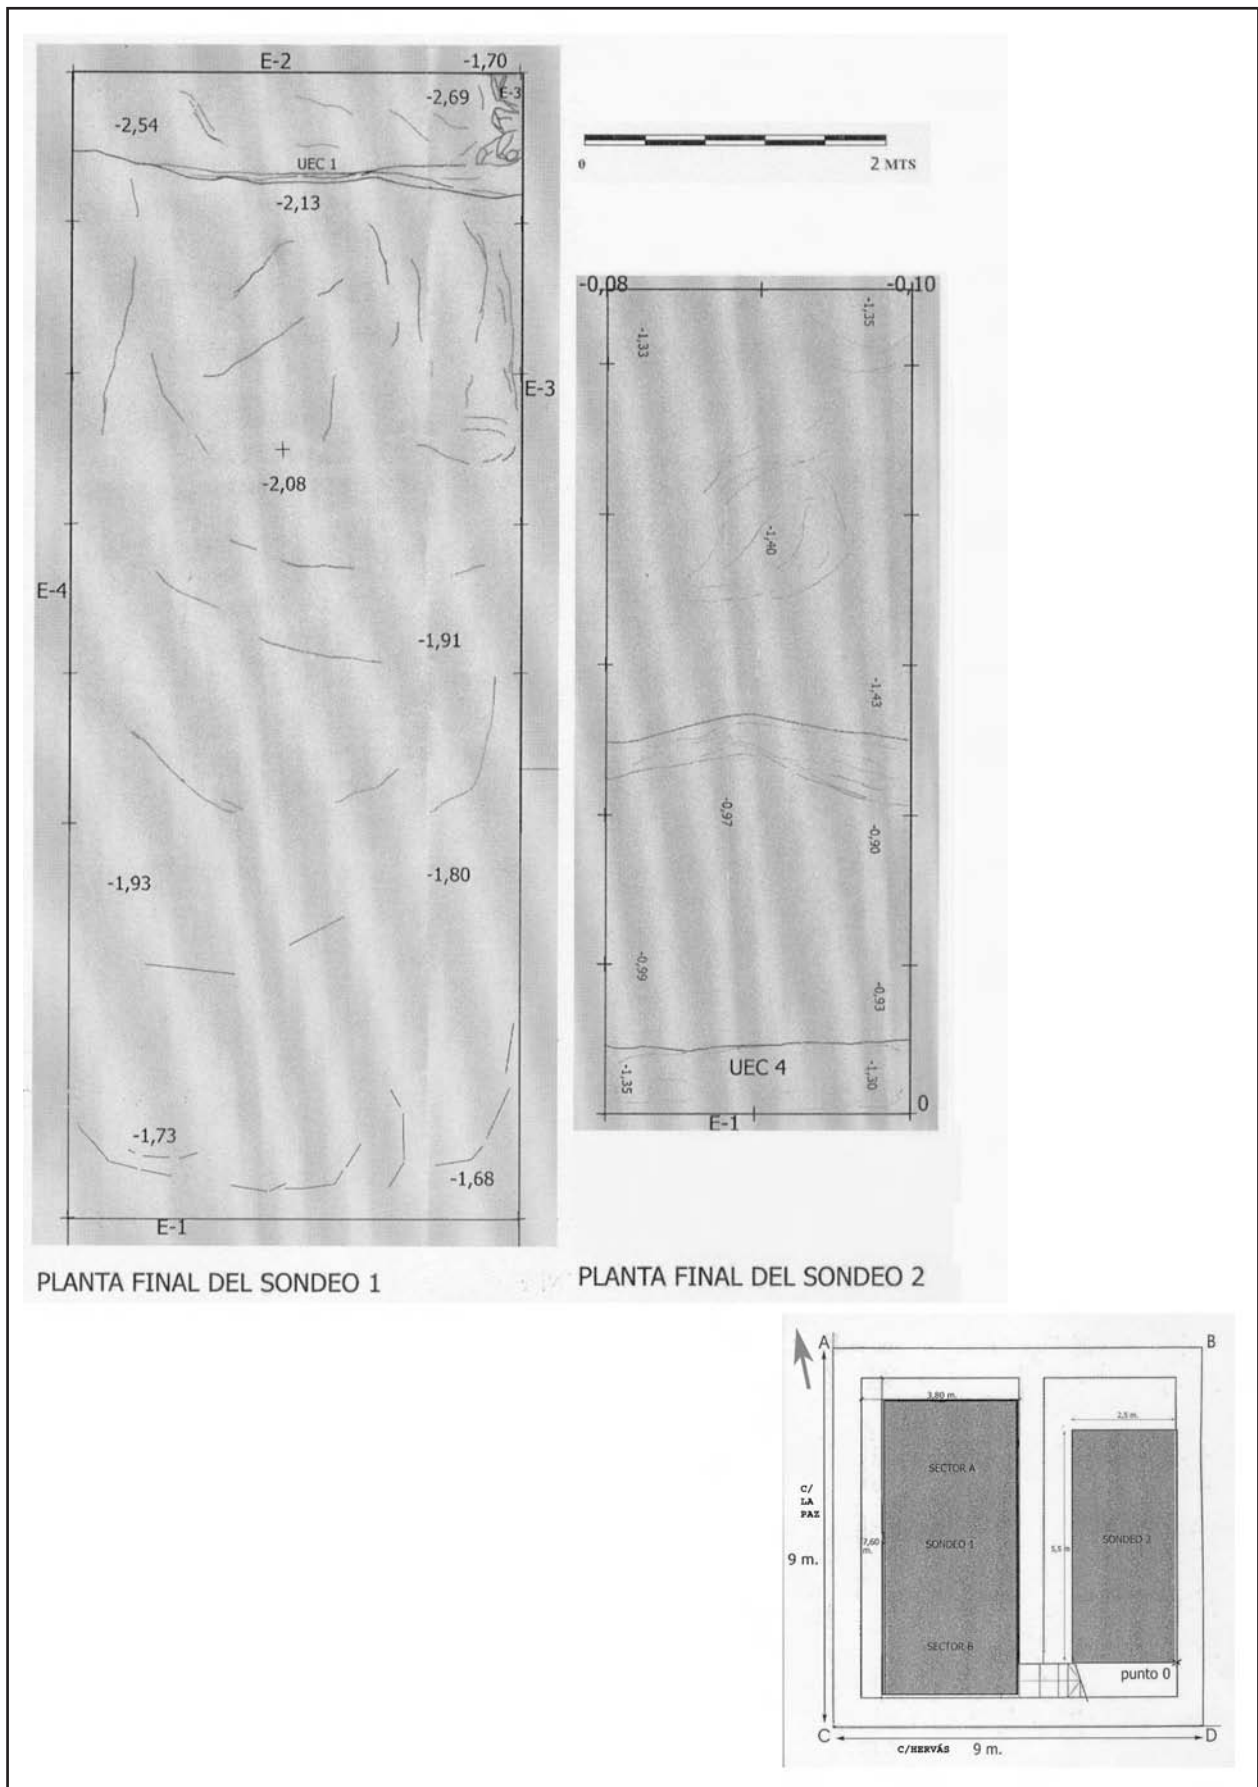 E-2
-1,70
-2,69
E-3
-2,54
UEC 1
-2,13
E-3
-2,08
E-4
-1,91
-1,93
-1,80
-1,73
-1,68
E-1
PLANTA FINAL DEL SONDEO 1
0
2 MTS
-0,08
-0,10
-1,35
-1,33
-1,40
-1,43
-0,97
-0,90
-0,99
-0,93
UEC 4
-1,35
-1,30
0
E-1
PLANTA FINAL DEL SONDEO 2
A
B
3,80 m.
2,5 m.
SECTOR A
C/
LA
PAZ
7,60
m.
SONDEO 1
5,5 m
SONDEO 2
9 m.
SECTOR B
punto 0
C
D
C/HERVÁS 9 m.